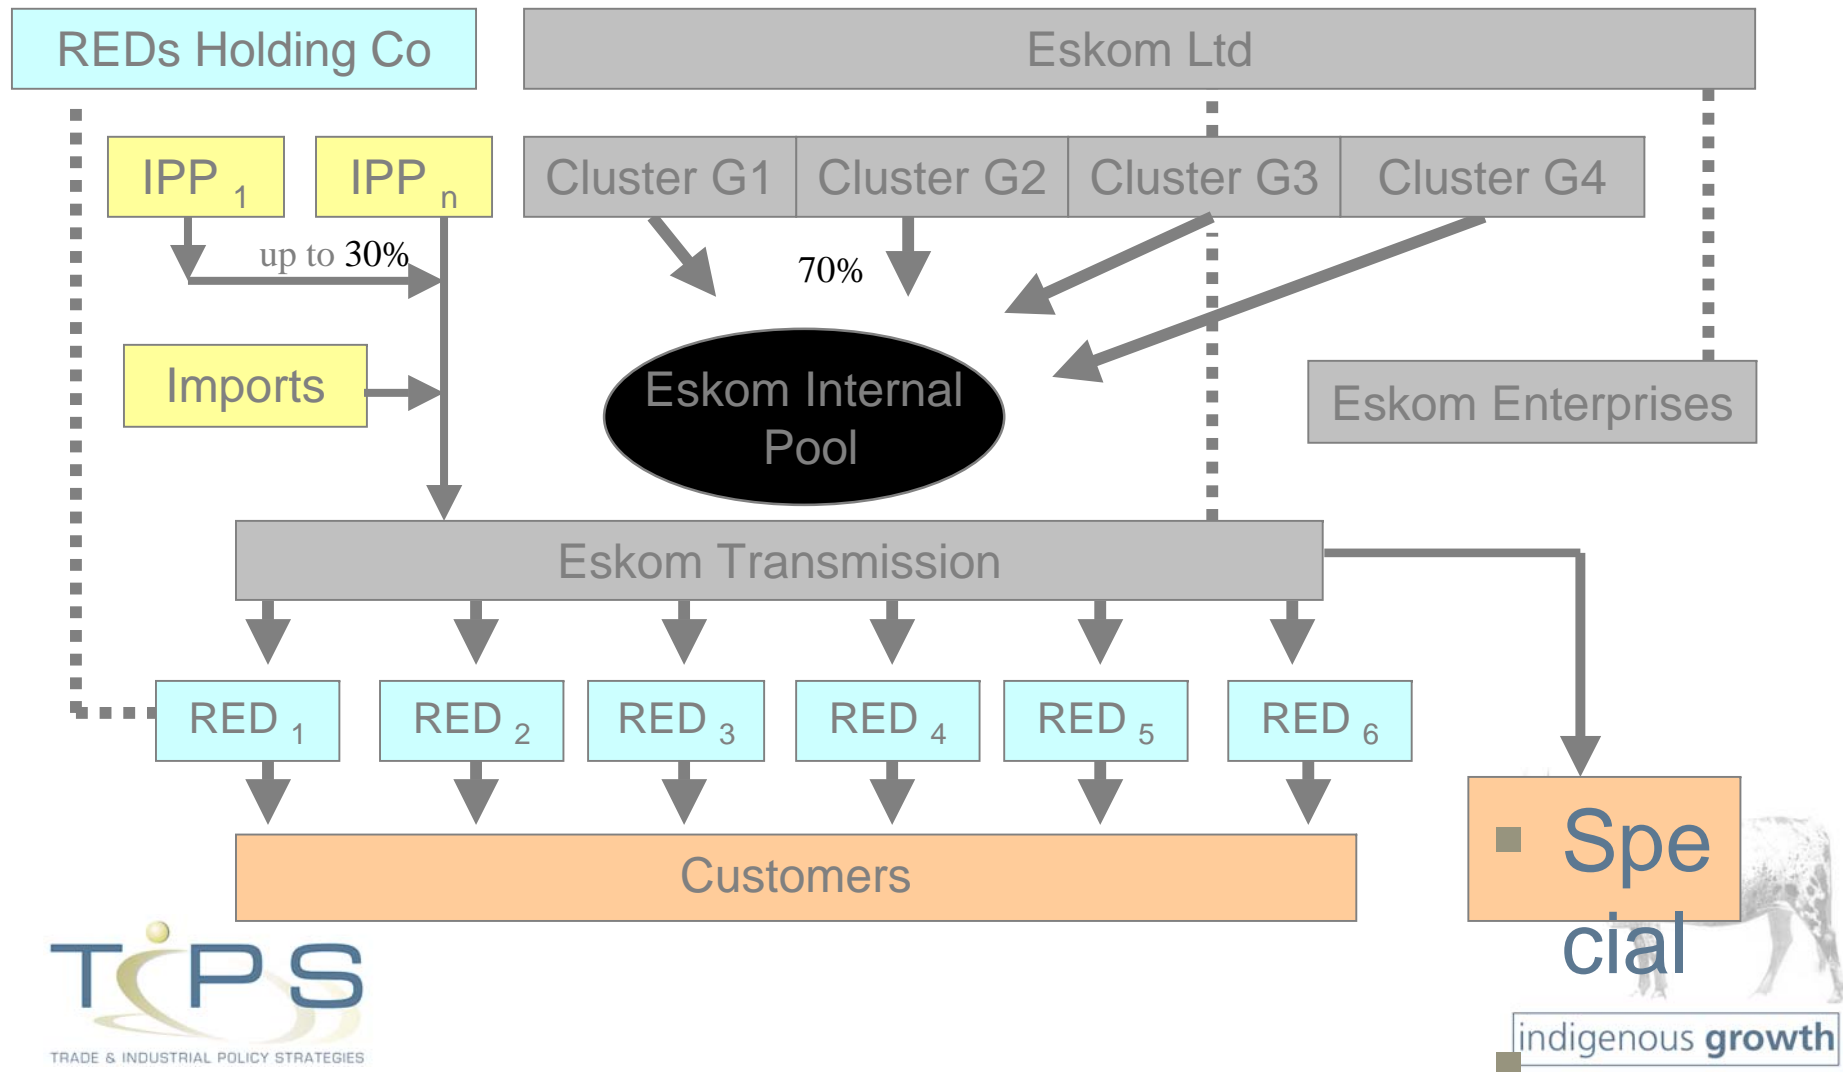 REDs Holding Co
Eskom Ltd
IPP 1
IPP n
Cluster G1
Cluster G2
Cluster G3
Cluster G4
up to 30%
70%
Imports
Eskom Internal
Pool
Eskom Enterprises
Eskom Transmission
RED 1
RED 2
RED 3
RED 4
RED 5
RED 6
Customers
Spe
cial
TIPS
TRADE & INDUSTRIAL POLICY STRATEGIES
indigenous growth